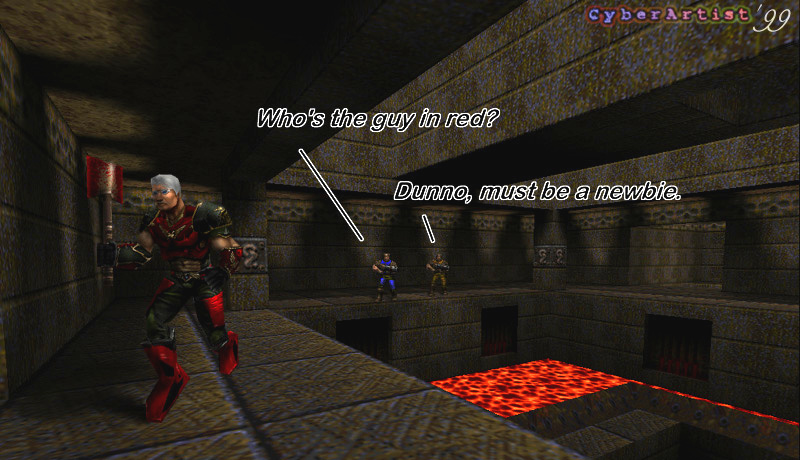 CyberArtist '99
Who's the guy in red?
Dunno, must be a newbie.